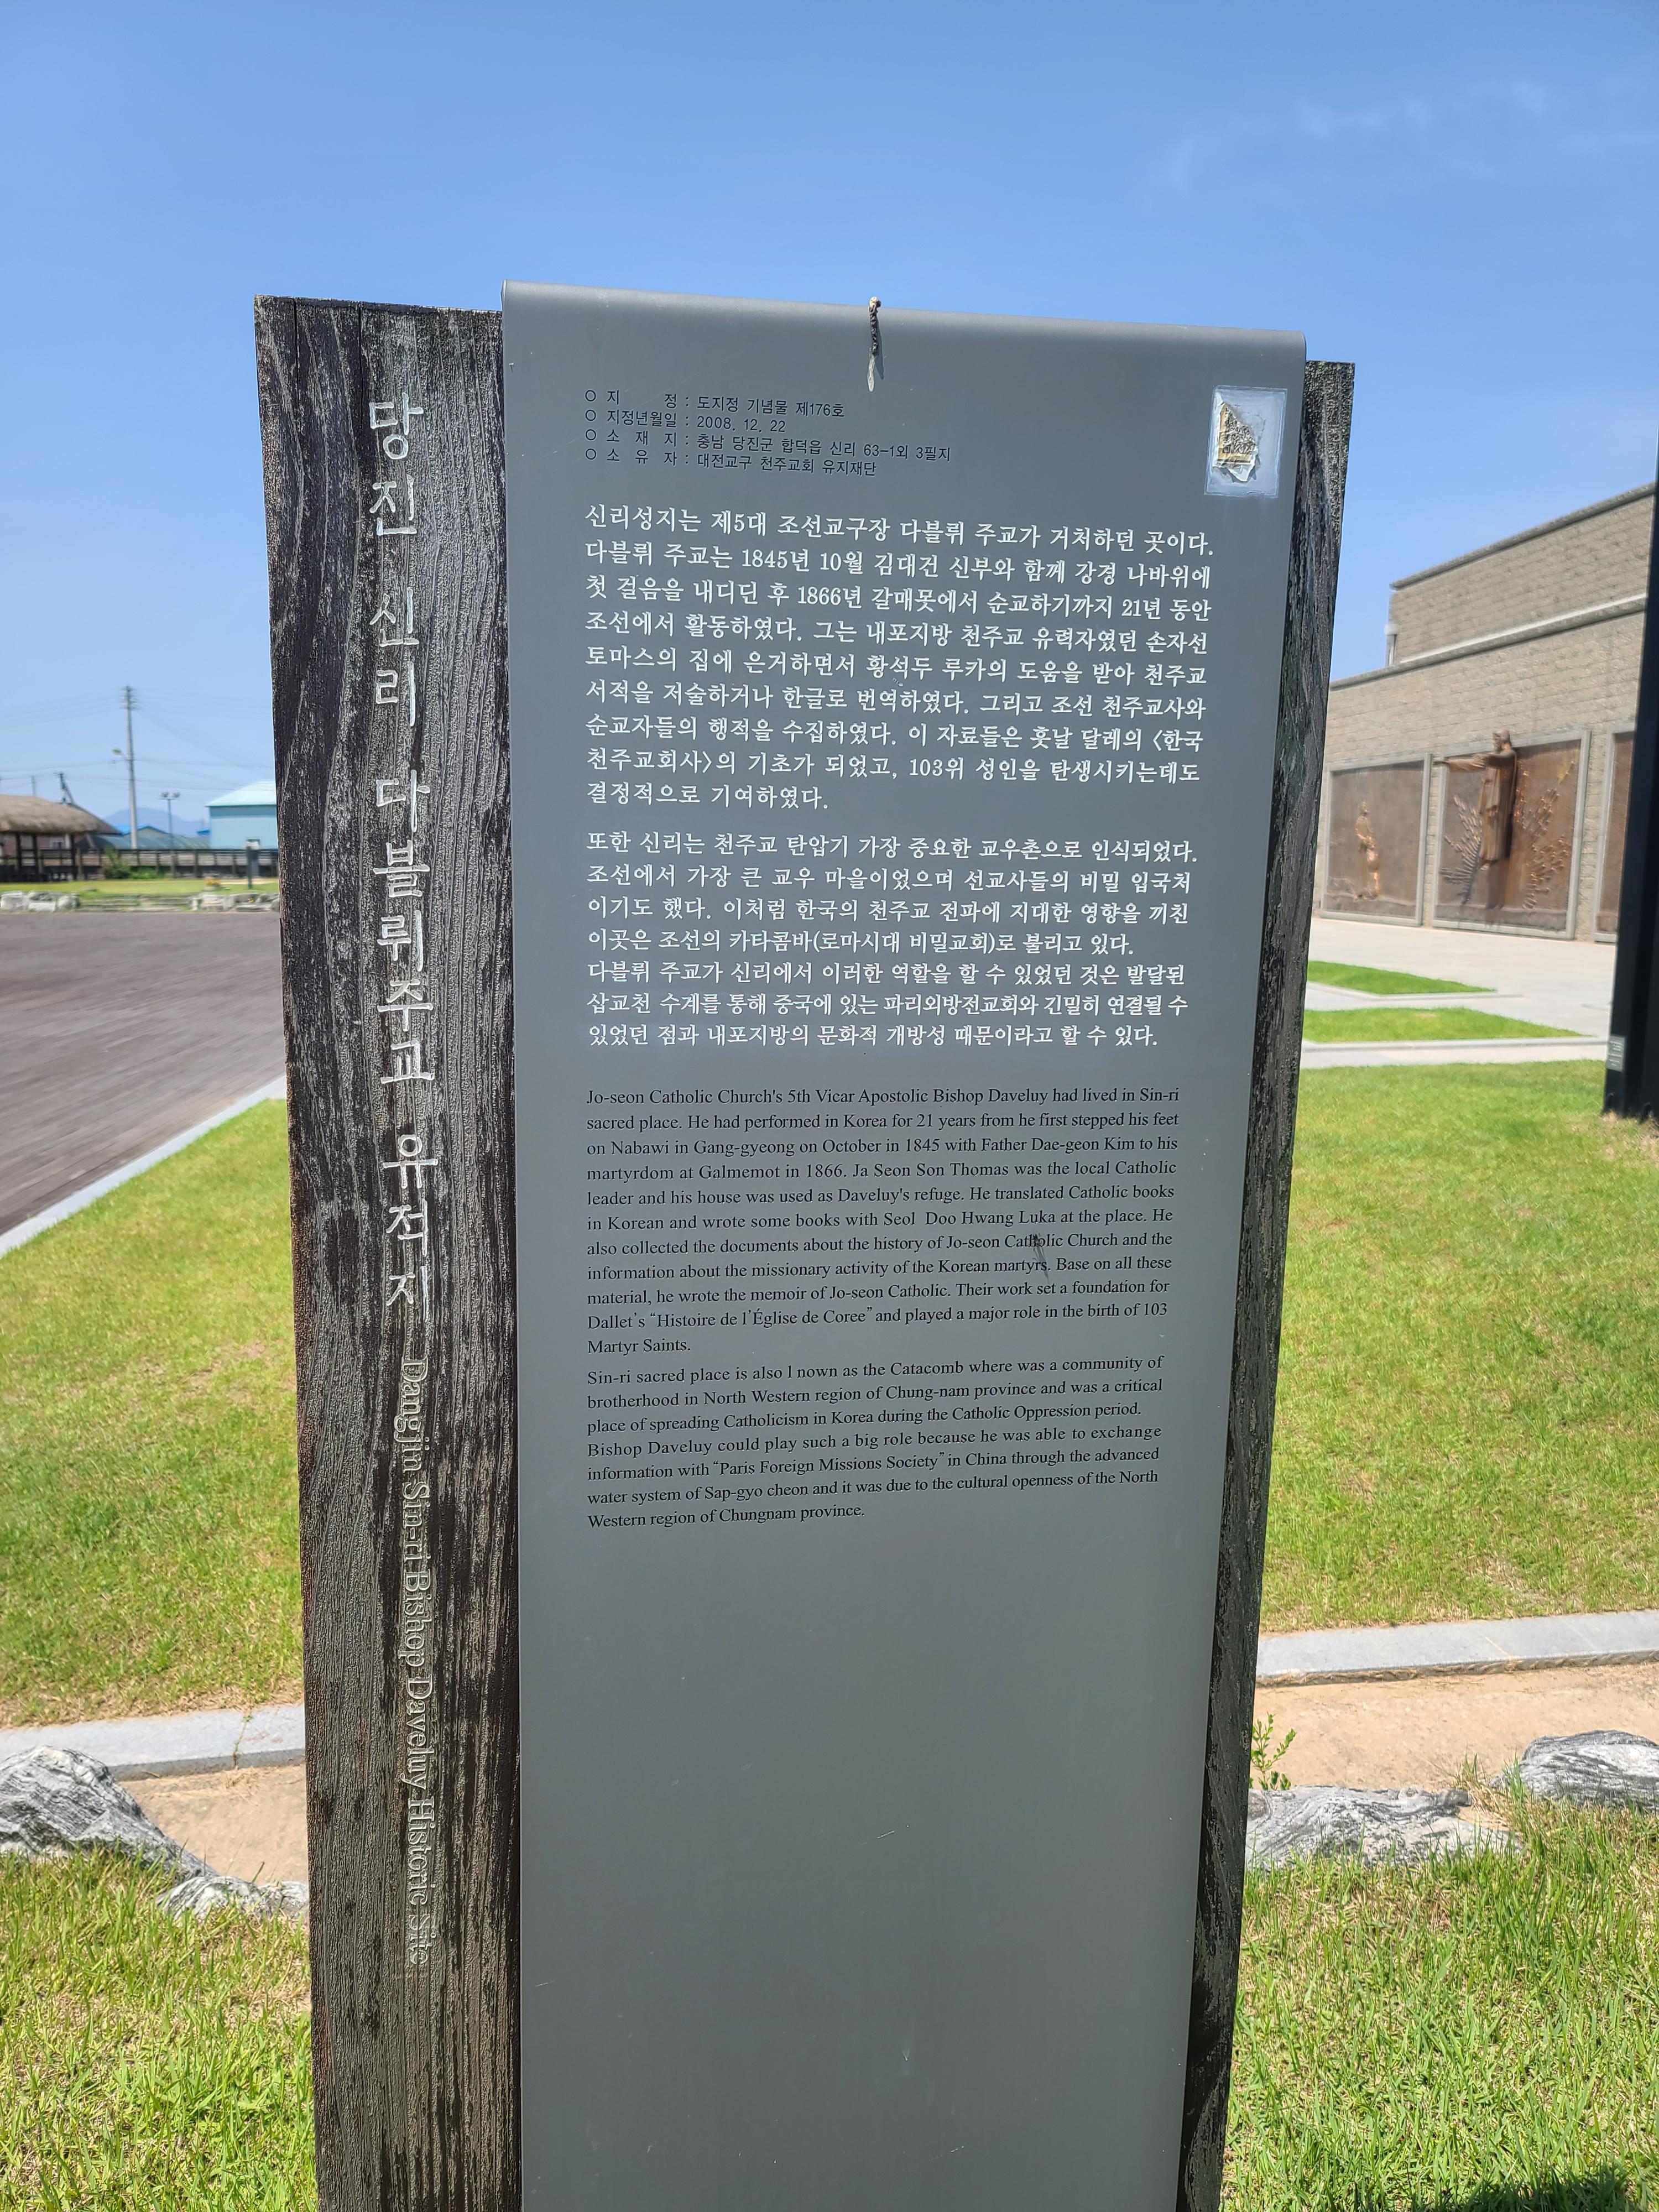 당진 신리 다블뤼주교 유적지 Dangjin Sin-ri Bishop Daveluy Historic Site
○ 지 정 : 도지정 기념물 제176호
○ 지정년월일 : 2008. 12. 22
○ 소 재 지 : 충남 당진군 합덕읍 신리 63-1외 3필지
○ 소 유 자 : 대전교구 천주교회 유지재단
신리성지는 제5대 조선교구장 다블뤼 주교가 거처하던 곳이다.
다블뤼 주교는 1845년 10월 김대건 신부와 함께 강경 나바위에
첫 걸음을 내디딘 후 1866년 갈매못에서 순교하기까지 21년 동안
조선에서 활동하였다. 그는 내포지방 천주교 유력자였던 손자선
토마스의 집에 은거하면서 황석두 루카의 도움을 받아 천주교
서적을 저술하거나 한글로 번역하였다. 그리고 조선 천주교사와
순교자들의 행적을 수집하였다. 이 자료들은 훗날 달레의 〈한국
천주교회사〉의 기초가 되었고, 103위 성인을 탄생시키는데도
결정적으로 기여하였다.
또한 신리는 천주교 탄압기 가장 중요한 교우촌으로 인식되었다.
조선에서 가장 큰 교우 마을이었으며 선교사들의 비밀 입국처
이기도 했다. 이처럼 한국의 천주교 전파에 지대한 영향을 끼친
이곳은 조선의 카타콤바(로마시대 비밀교회)로 불리고 있다.
다블뤼 주교가 신리에서 이러한 역할을 할 수 있었던 것은 발달된
삽교천 수계를 통해 중국에 있는 파리외방전교회와 긴밀히 연결될 수
있었던 점과 내포지방의 문화적 개방성 때문이라고 할 수 있다.
Jo-seon Catholic Church's 5th Vicar Apostolic Bishop Daveluy had lived in Sin-ri
sacred place. He had performed in Korea for 21 years from he first stepped his feet
on Nabawi in Gang-gyeong on October in 1845 with Father Dae-geon Kim to his
martyrdom at Galmemot in 1866. Ja Seon Son Thomas was the local Catholic
leader and his house was used as Daveluy's refuge. He translated Catholic books
in Korean and wrote some books with Seol Doo Hwang Luka at the place. He
also collected the documents about the history of Jo-seon Catholic Church and the
information about the missionary activity of the Korean martyrs. Base on all these
material, he wrote the memoir of Jo-seon Catholic. Their work set a foundation for
Dallet's "Histoire de l'Église de Coree" and played a major role in the birth of 103
Martyr Saints.
Sin-ri sacred place is also l nown as the Catacomb where was a community of
brotherhood in North Western region of Chung-nam province and was a critical
place of spreading Catholicism in Korea during the Catholic Oppression period.
Bishop Daveluy could play such a big role because he was able to exchange
information with "Paris Foreign Missions Society" in China through the advanced
water system of Sap-gyo cheon and it was due to the cultural openness of the North
Western region of Chungnam province.